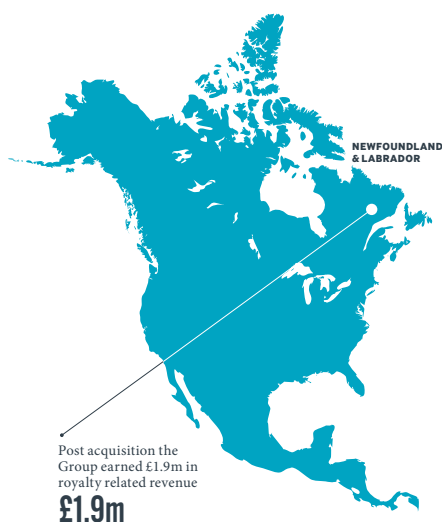 NEWFOUNDLAND
& LABRADOR
Post acquisition the
Group earned £1.9m in
royalty related revenue
£1.9m